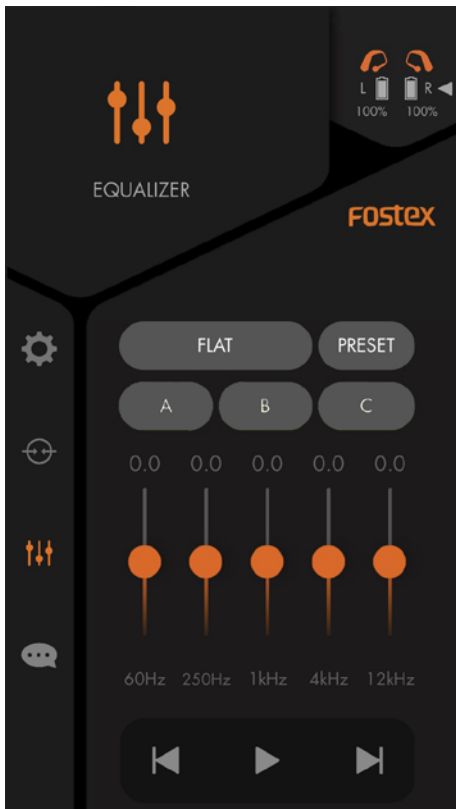 L R
100% 100%
EQUALIZER
FOSTEX
FLAT PRESET
A B C
0.0 0.0 0.0 0.0 0.0
60Hz 250Hz 1kHz 4kHz 12kHz